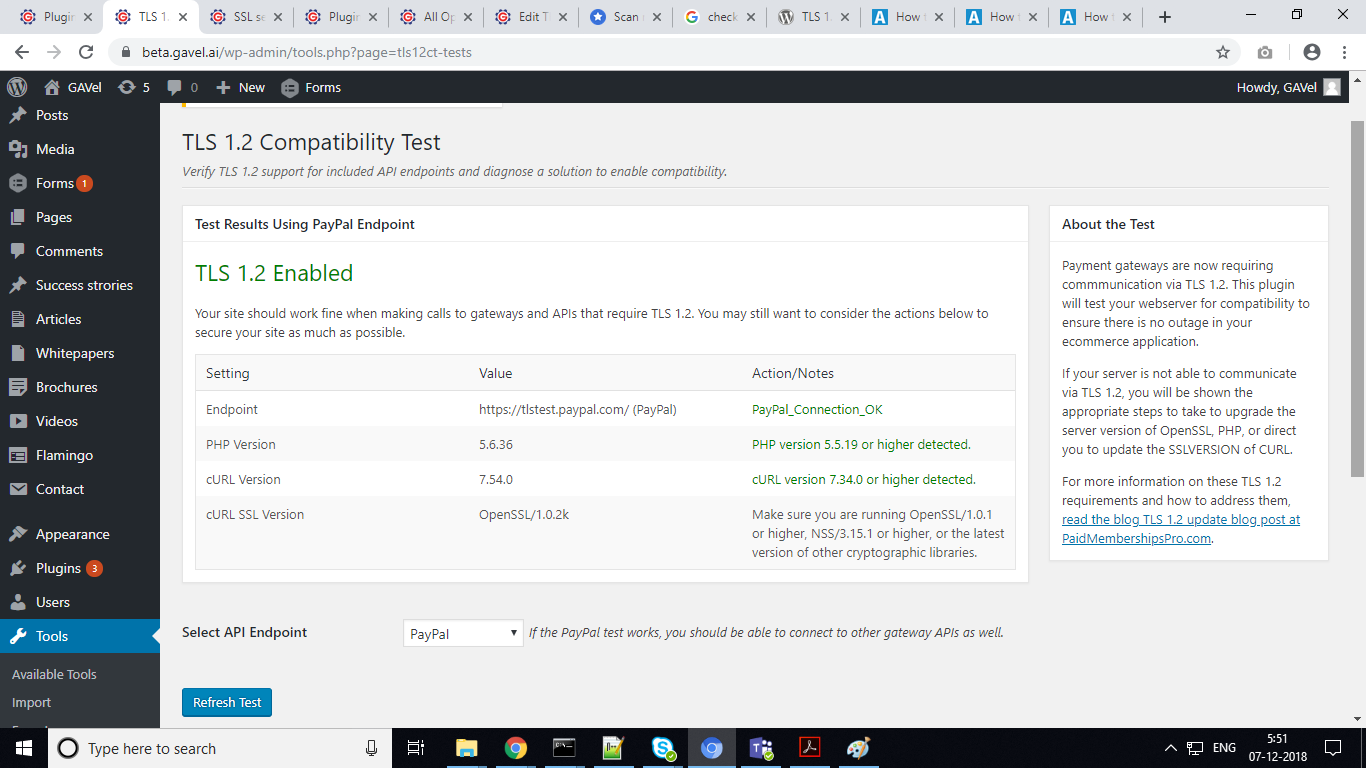 Plugin
TLS 1.
SSL se
Plugin
All Op
Edit T
Scan r
check
TLS 1.
How t
How t
How t
beta.gavel.ai/wp-admin/tools.php?page=tls12ct-tests
GAVel 5 0 New Forms
Howdy, GAVel
Posts
Media
Forms 1
Pages
Comments
Success strories
Articles
Whitepapers
Brochures
Videos
Flamingo
Contact
Appearance
Plugins 3
Users
Tools
Available Tools
Import
TLS 1.2 Compatibility Test
Verify TLS 1.2 support for included API endpoints and diagnose a solution to enable compatibility.
Test Results Using PayPal Endpoint
TLS 1.2 Enabled
Your site should work fine when making calls to gateways and APIs that require TLS 1.2. You may still want to consider the actions below to
secure your site as much as possible.
Setting Value Action/Notes
Endpoint https://tlstest.paypal.com/ (PayPal) PayPal_Connection_OK
PHP Version 5.6.36 PHP version 5.5.19 or higher detected.
cURL Version 7.54.0 cURL version 7.34.0 or higher detected.
cURL SSL Version OpenSSL/1.0.2k Make sure you are running OpenSSL/1.0.1
or higher, NSS/3.15.1 or higher, or the latest
version of other cryptographic libraries.
Select API Endpoint PayPal If the PayPal test works, you should be able to connect to other gateway APIs as well.
Refresh Test
About the Test
Payment gateways are now requiring
commmunication via TLS 1.2. This plugin
will test your webserver for compatibility to
ensure there is no outage in your
ecommerce application.
If your server is not able to communicate
via TLS 1.2, you will be shown the
appropriate steps to take to upgrade the
server version of OpenSSL, PHP, or direct
you to update the SSLVERSION of CURL.
For more information on these TLS 1.2
requirements and how to address them,
read the blog TLS 1.2 update blog post at
PaidMembershipsPro.com.
Type here to search
ENG
5:51
07-12-2018